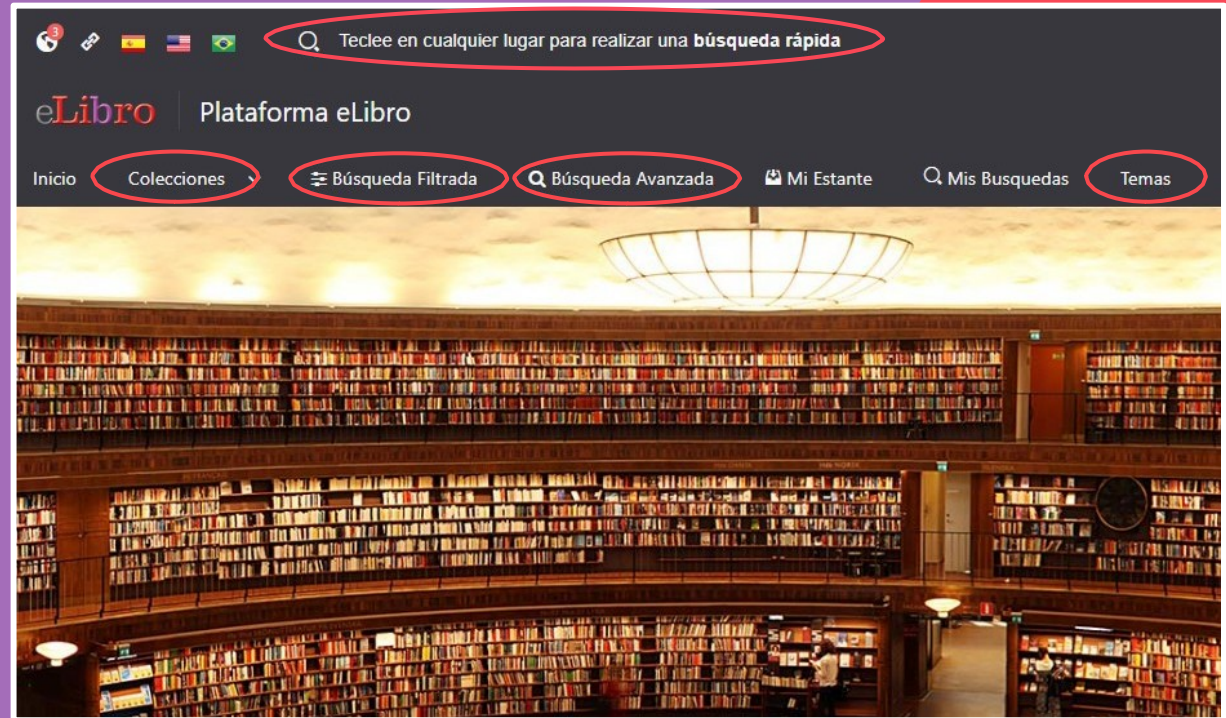 3
Teclee en cualquier lugar para realizar una búsqueda rápida
eLibro Plataforma eLibro
Inicio Colecciones Búsqueda Filtrada Búsqueda Avanzada Mi Estante Mis Busquedas Temas